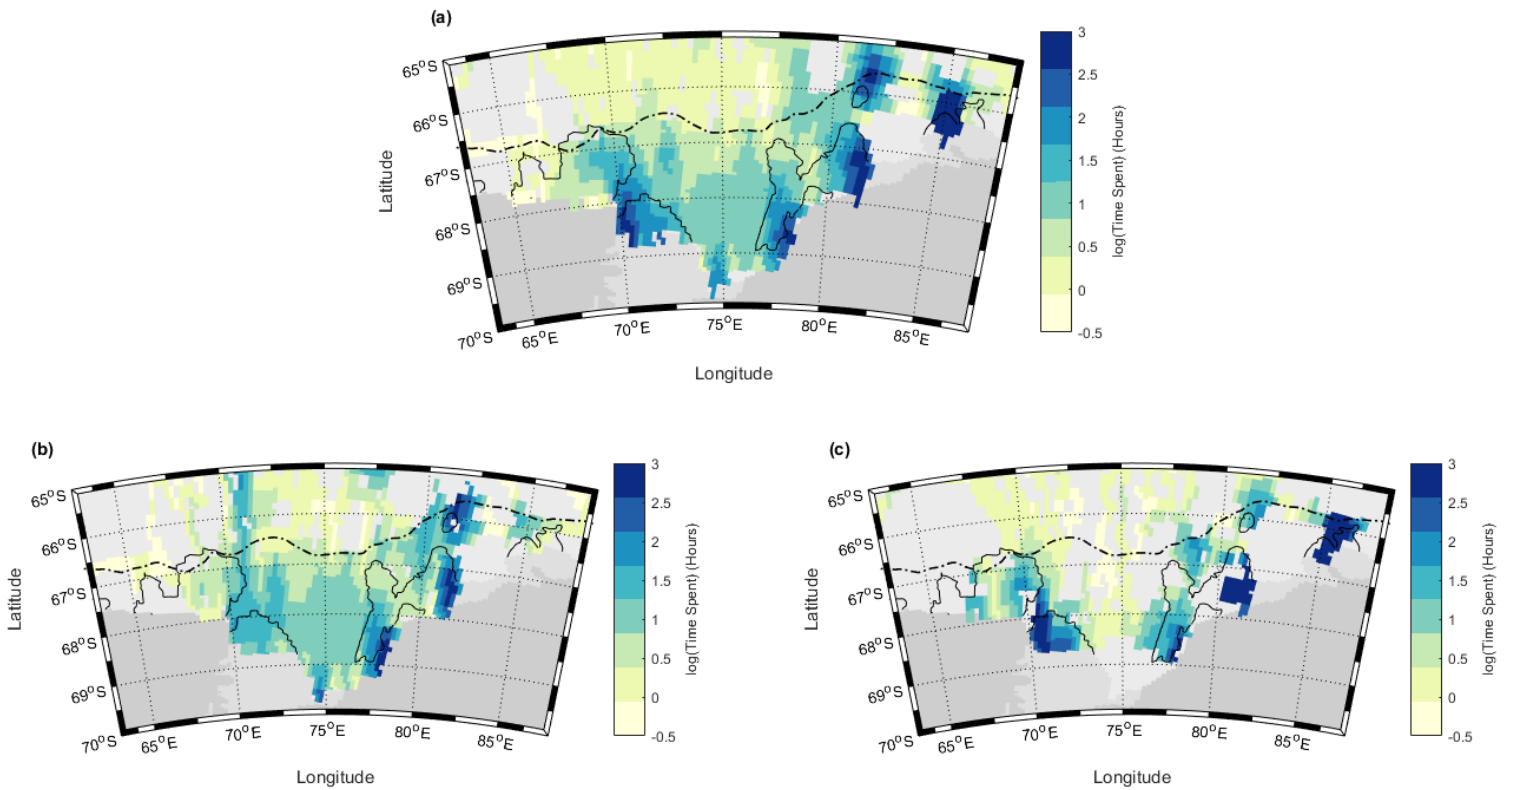 (a)
65°S
66°S
67°S
68°S
69°S
70°S
65°E
70°E
75°E
80°E
85°E
Latitude
Longitude
3
2.5
2
1.5
1
0.5
0
-0.5
log(Time Spent) (Hours)
(b)
65°S
66°S
67°S
68°S
69°S
70°S
65°E
70°E
75°E
80°E
85°E
Latitude
Longitude
3
2.5
2
1.5
1
0.5
0
-0.5
log(Time Spent) (Hours)
(c)
65°S
66°S
67°S
68°S
69°S
70°S
65°E
70°E
75°E
80°E
85°E
Latitude
Longitude
3
2.5
2
1.5
1
0.5
0
-0.5
log(Time Spent) (Hours)